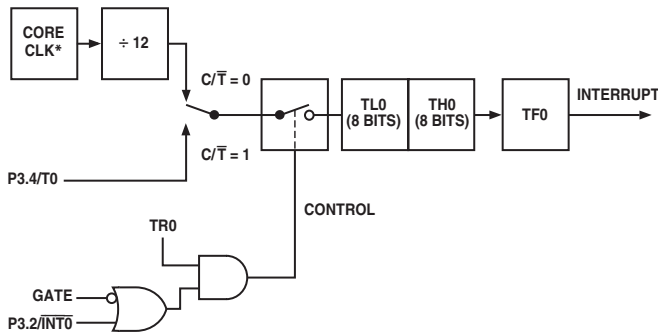 CORE
CLK*
÷ 12
C/T̅ = 0
C/T̅ = 1
TL0
(8 BITS)
TH0
(8 BITS)
TF0
INTERRUPT
P3.4/T0
CONTROL
TR0
GATE
P3.2/I̅N̅T̅0̅